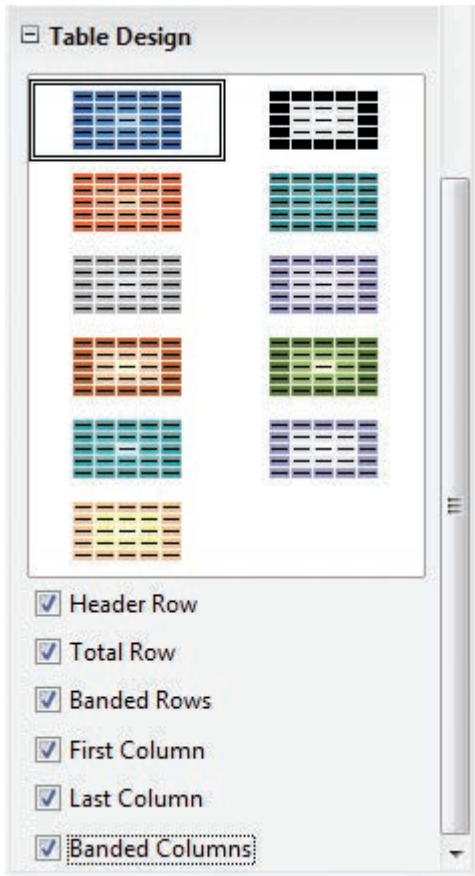 Table Design
Header Row
Total Row
Banded Rows
First Column
Last Column
Banded Columns